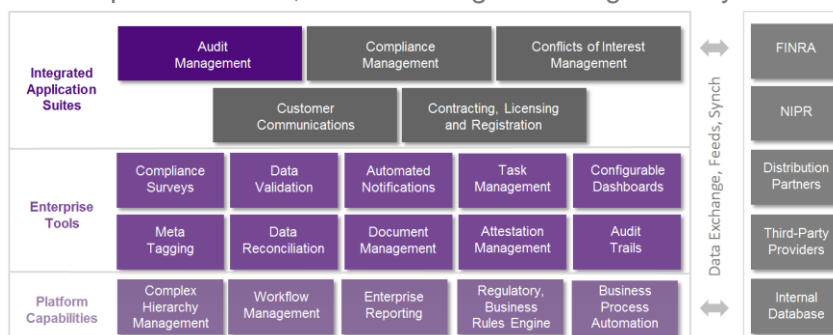 Audit
Management
Compliance
Management
Conflicts of Interest
Management
Integrated
Application
Suites
Customer
Communications
Contracting, Licensing
and Registration
Compliance
Surveys
Data
Validation
Automated
Notifications
Task
Management
Configurable
Dashboards
Enterprise
Tools
Meta
Tagging
Data
Reconciliation
Document
Management
Attestation
Management
Audit
Trails
Platform
Capabilities
Complex
Hierarchy
Management
Workflow
Management
Enterprise
Reporting
Regulatory,
Business
Rules Engine
Business
Process
Automation
Data Exchange, Feeds, Synch
FINRA
NIPR
Distribution
Partners
Third-Party
Providers
Internal
Database